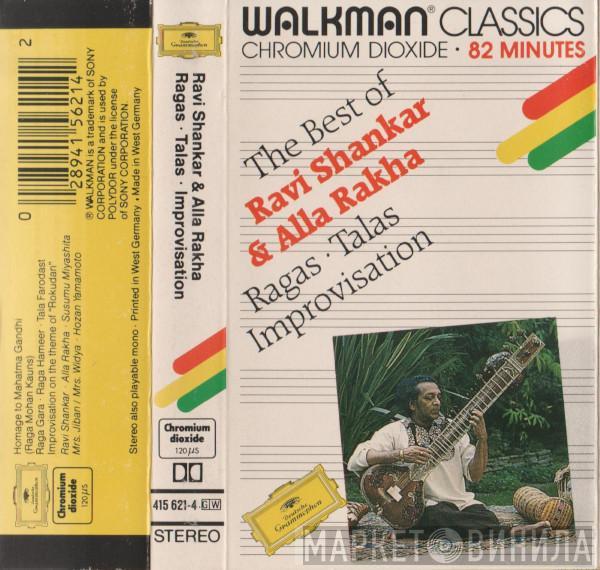 WALKMAN® CLASSICS
CHROMIUM DIOXIDE · 82 MINUTES
The Best of
Ravi Shankar
& Alla Rakha
Ragas · Talas
Improvisation
Deutsche
Grammophon
Deutsche
Grammophon
Ravi Shankar & Alla Rakha
Ragas · Talas · Improvisation
Chromium
dioxide
120 µS
415 621-4 GW
STEREO
0 28941 56214 2
® WALKMAN is a trademark of SONY
CORPORATION and is used by
POLYDOR under the license
of SONY CORPORATION.
Stereo also playable mono · Printed in West Germany · Made in West Germany
Homage to Mahatma Gandhi
(Raga Mohan Kauns)
Raga Gara · Raga Hameer · Tala Farodast
Improvisation on the theme of "Rokudan"
Ravi Shankar · Alla Rakha · Susumu Miyashita
Mrs. Jiban / Mrs. Widya · Hozan Yamamoto
Chromium
dioxide
120 µS
МАРКЕТ ВИНИЛА